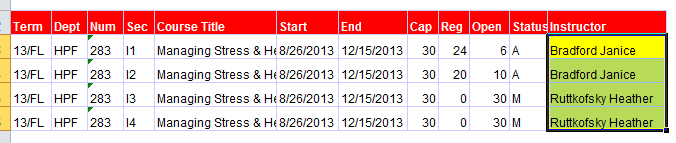 Term Dept Num Sec Course Title Start End Cap Reg Open Status Instructor
13/FL HPF 283 I1 Managing Stress & He 8/26/2013 12/15/2013 30 24 6 A Bradford Janice
13/FL HPF 283 I2 Managing Stress & He 8/26/2013 12/15/2013 30 20 10 A Bradford Janice
13/FL HPF 283 I3 Managing Stress & He 8/26/2013 12/15/2013 30 0 30 M Ruttkofsky Heather
13/FL HPF 283 I4 Managing Stress & He 8/26/2013 12/15/2013 30 0 30 M Ruttkofsky Heather